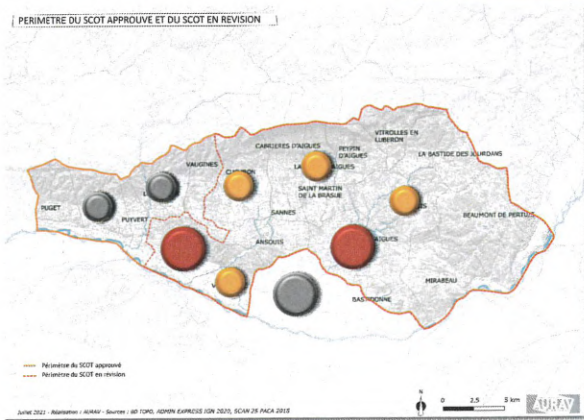 PERIMETRE DU SCOT APPROUVE ET DU SCOT EN REVISION
VITROLLES EN
LUBERON
CABRIERES D'AIGUES
PEYPIN
D'AIGUES
LA BASTIDE DES JOURDANS
VAUGINES
LA
AIGUES
SAINT MARTIN
DE LA BRASQUE
PUGET
PUYVERT
SANNES
BEAUMONT DE PERTUIS
ANSOUIS
AIGUES
MIRABEAU
BASTIDONNE
Périmètre du SCOT approuvé
Périmètre du SCOT en révision
N
0 2,5 5 km
AURAV
Juillet 2021 - Réalisation : AURAV - Sources : BD TOPO, ADMIN EXPRESS IGN 2020, SCAN 25 PACA 2015